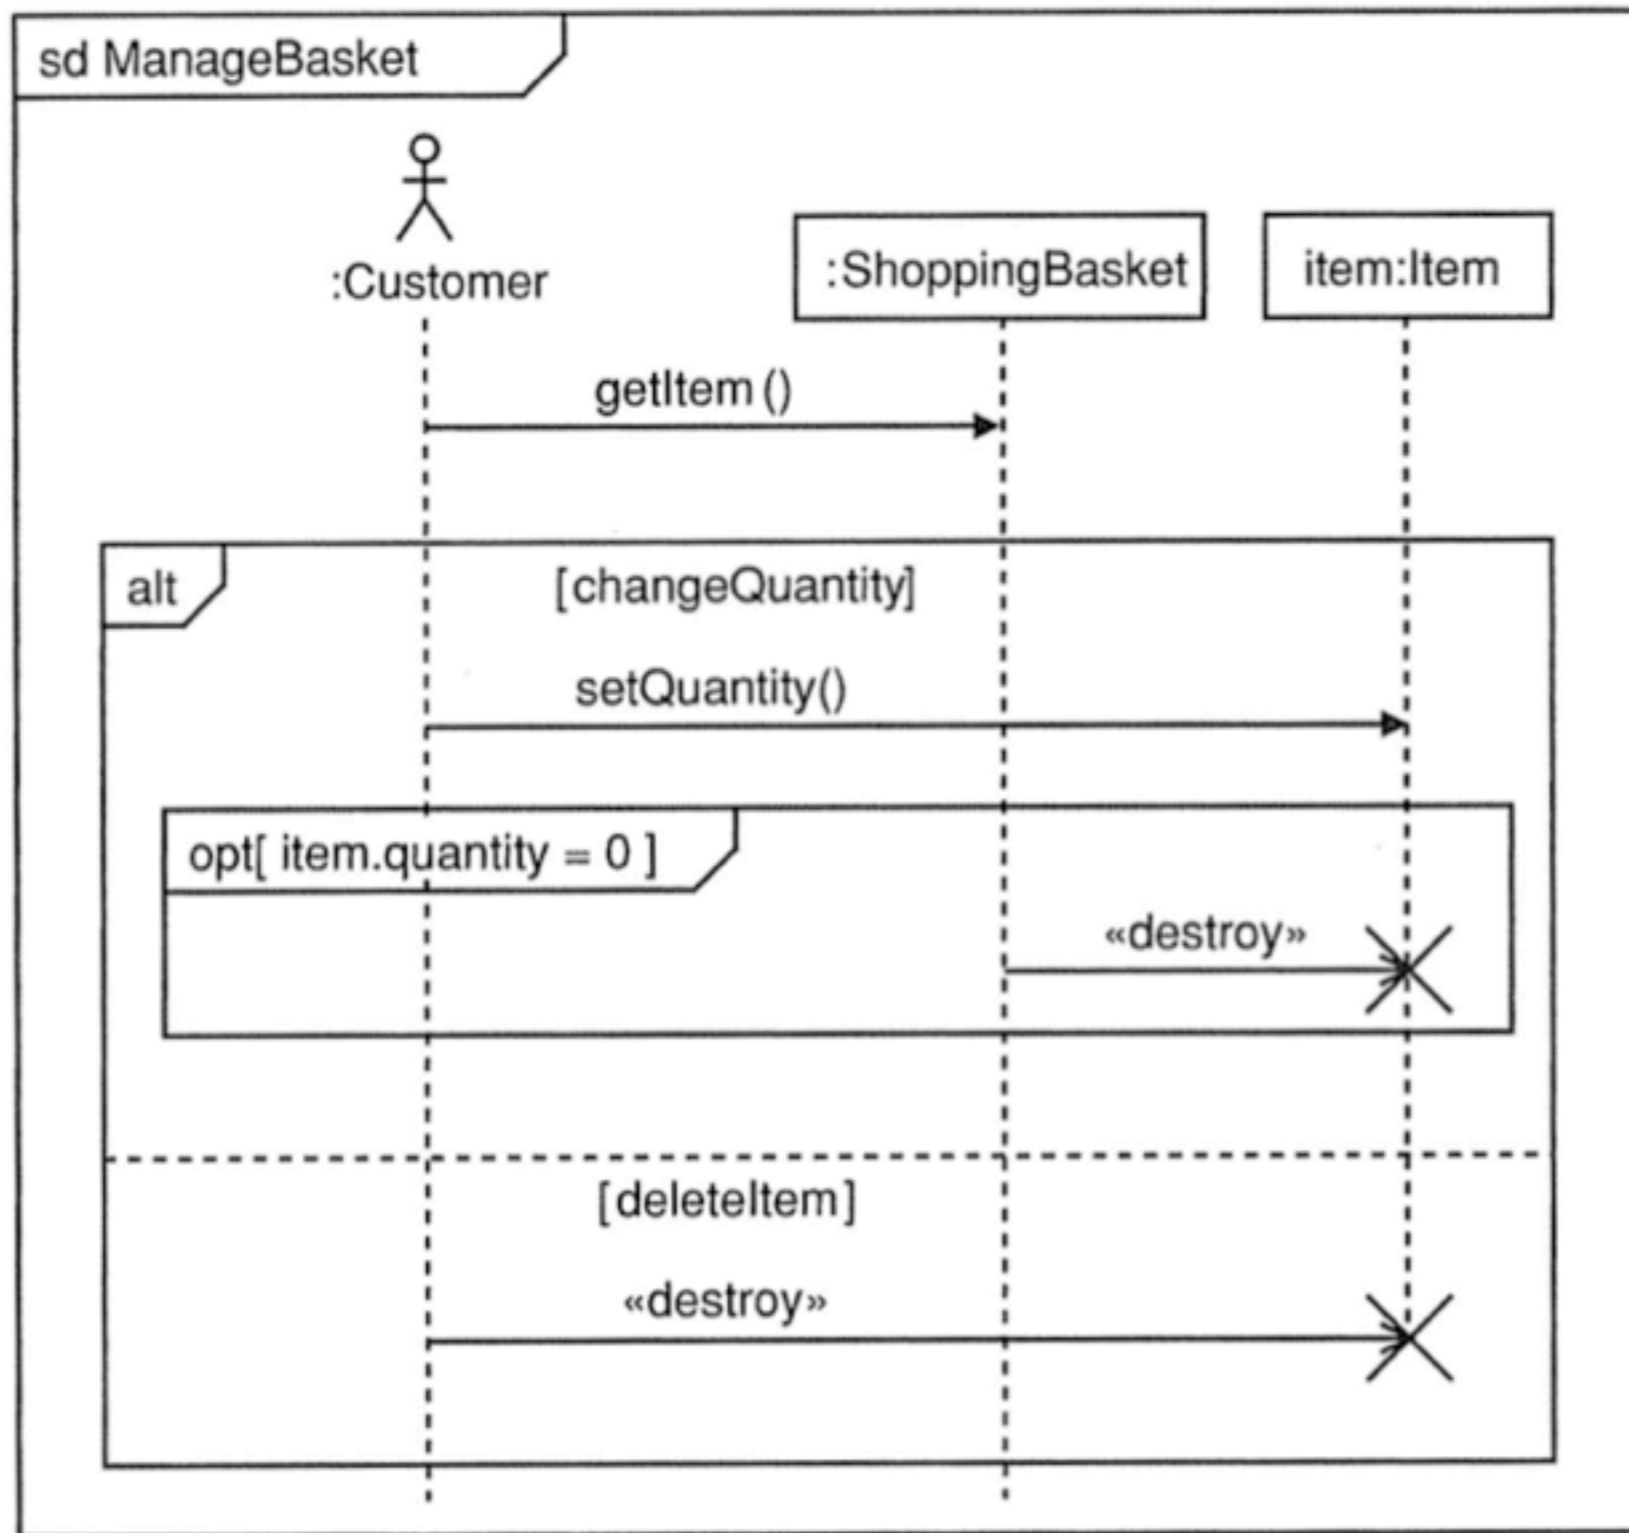 sd ManageBasket
:Customer
:ShoppingBasket
item:Item
getItem ()
alt
[changeQuantity]
setQuantity()
opt[ item.quantity = 0 ]
«destroy»
[deleteItem]
«destroy»